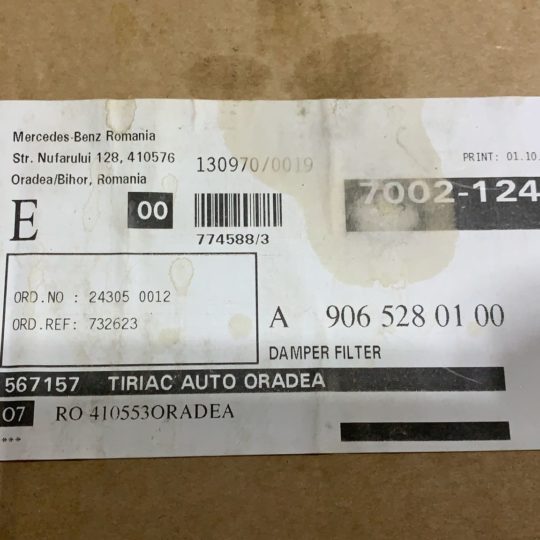 Mercedes-Benz Romania
Str. Nufarului 128, 410576
Oradea/Bihor, Romania
130970/0019
PRINT: 01.10.
E
00
774588/3
7002-124
ORD.NO : 24305 0012
ORD.REF: 732623
A 906 528 01 00
DAMPER FILTER
567157 TIRIAC AUTO ORADEA
07 RO 410553ORADEA
***